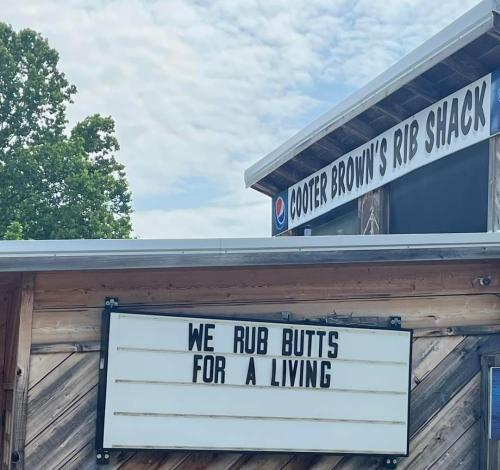 COOTER BROWN'S RIB SHACK
WE RUB BUTTS
FOR A LIVING